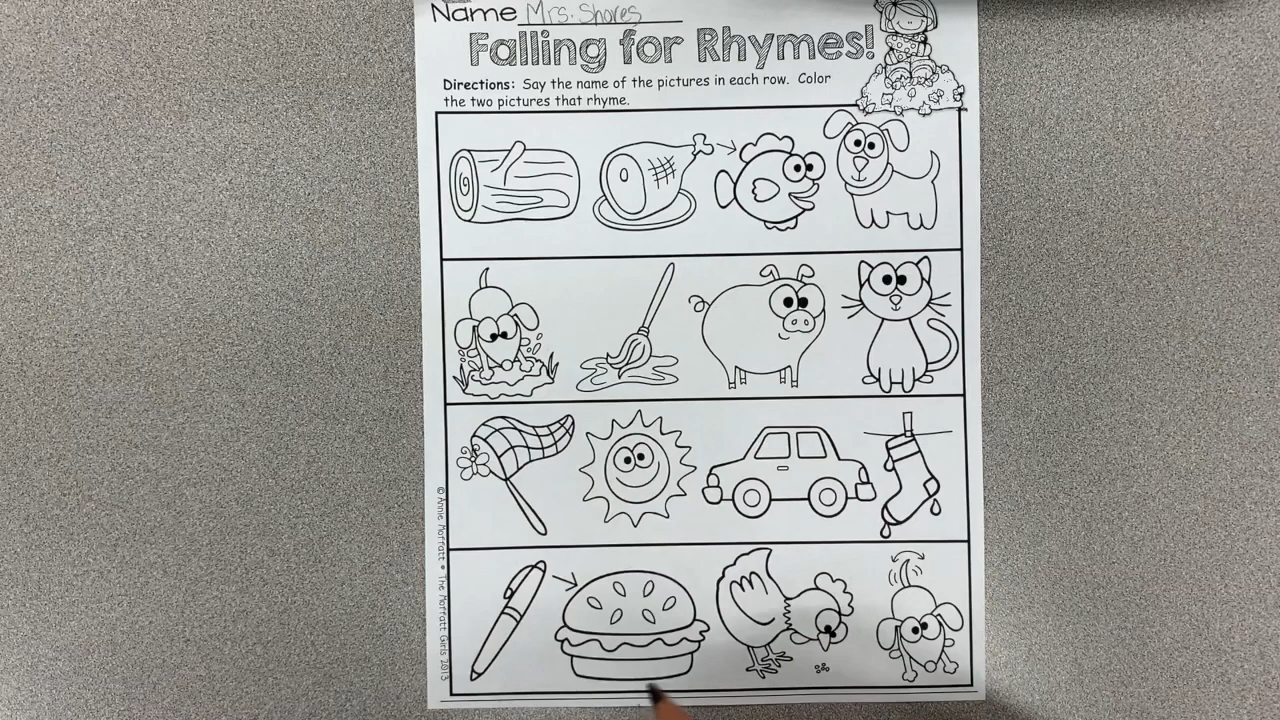 Name Mrs. Shores
Falling for Rhymes!
Directions: Say the name of the pictures in each row. Color
the two pictures that rhyme.
© Annie Moffatt • The Moffatt Girls 2013